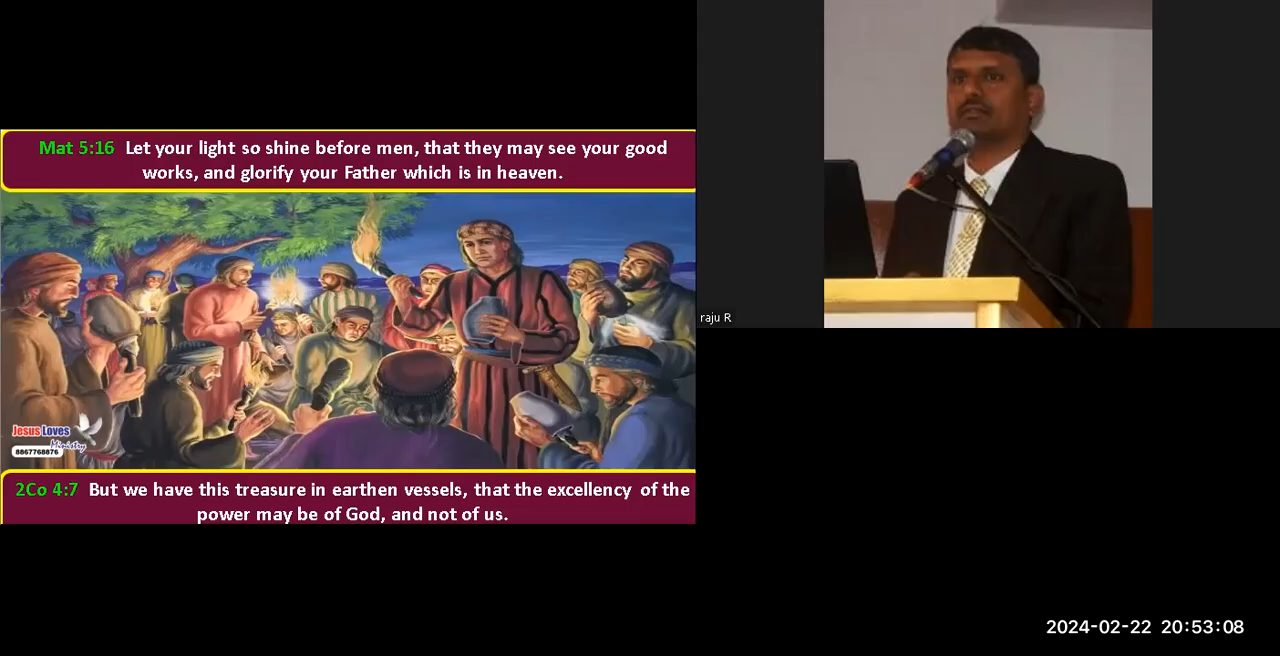 Mat 5:16 Let your light so shine before men, that they may see your good
works, and glorify your Father which is in heaven.
Jesus Loves
Ministry
8867768876
2Co 4:7 But we have this treasure in earthen vessels, that the excellency of the
power may be of God, and not of us.
raju R
2024-02-22 20:53:08